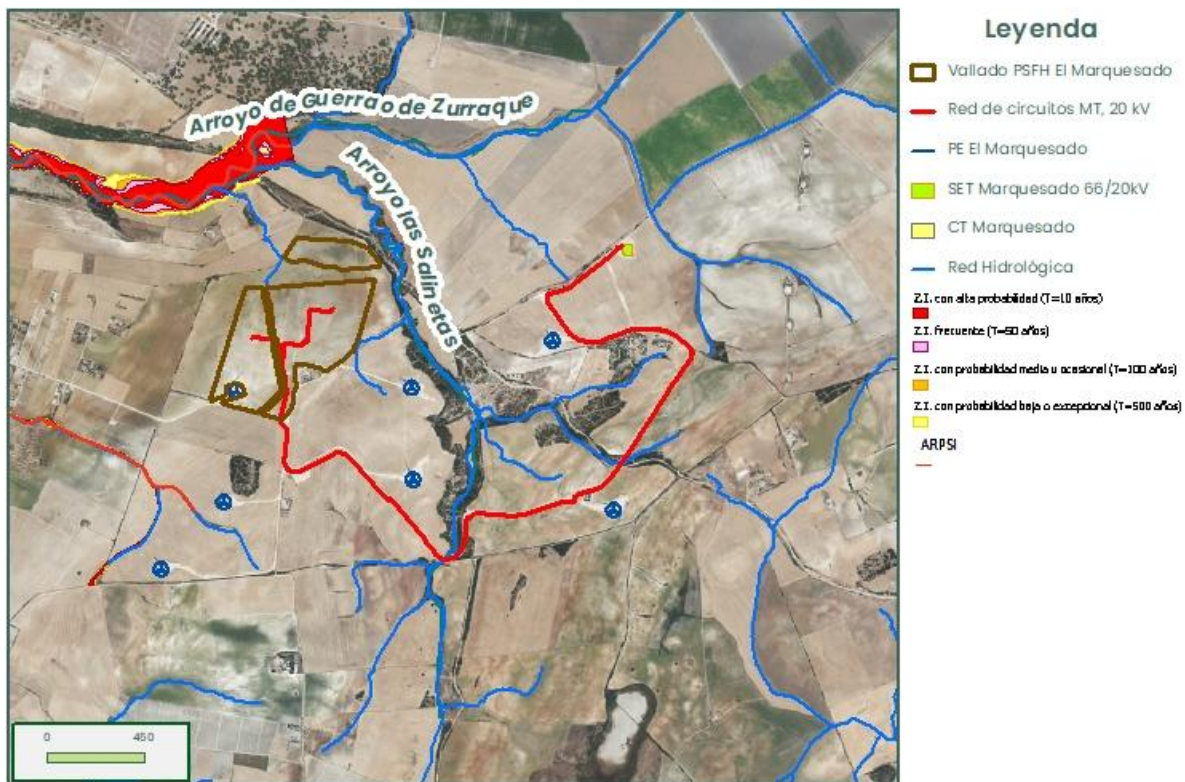 Leyenda
Vallado PSFH El Marquesado
Red de circuitos MT, 20 kV
PE El Marquesado
SET Marquesado 66/20kV
CT Marquesado
Red Hidrológica
Z.I. con alta probabilidad (T=10 años)
Z.I. frecuente (T=50 años)
Z.I. con probabilidad media u ocasional (T=100 años)
Z.I. con probabilidad baja o excepcional (T=500 años)
ARPSI
Arroyo de Guerrao de Zurraque
Arroyo las Salinetas
0 450